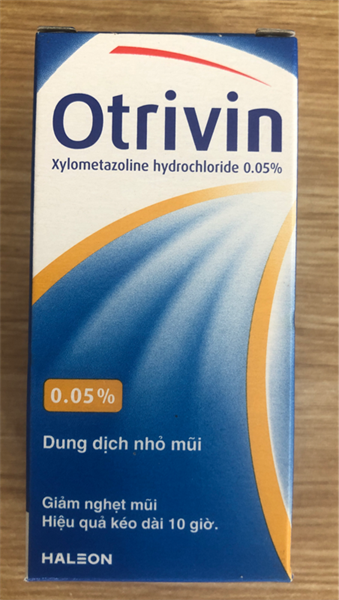 Otrivin
Xylometazoline hydrochloride 0.05%
0.05%
Dung dịch nhỏ mũi
Giảm nghẹt mũi
Hiệu quả kéo dài 10 giờ.
HALEON